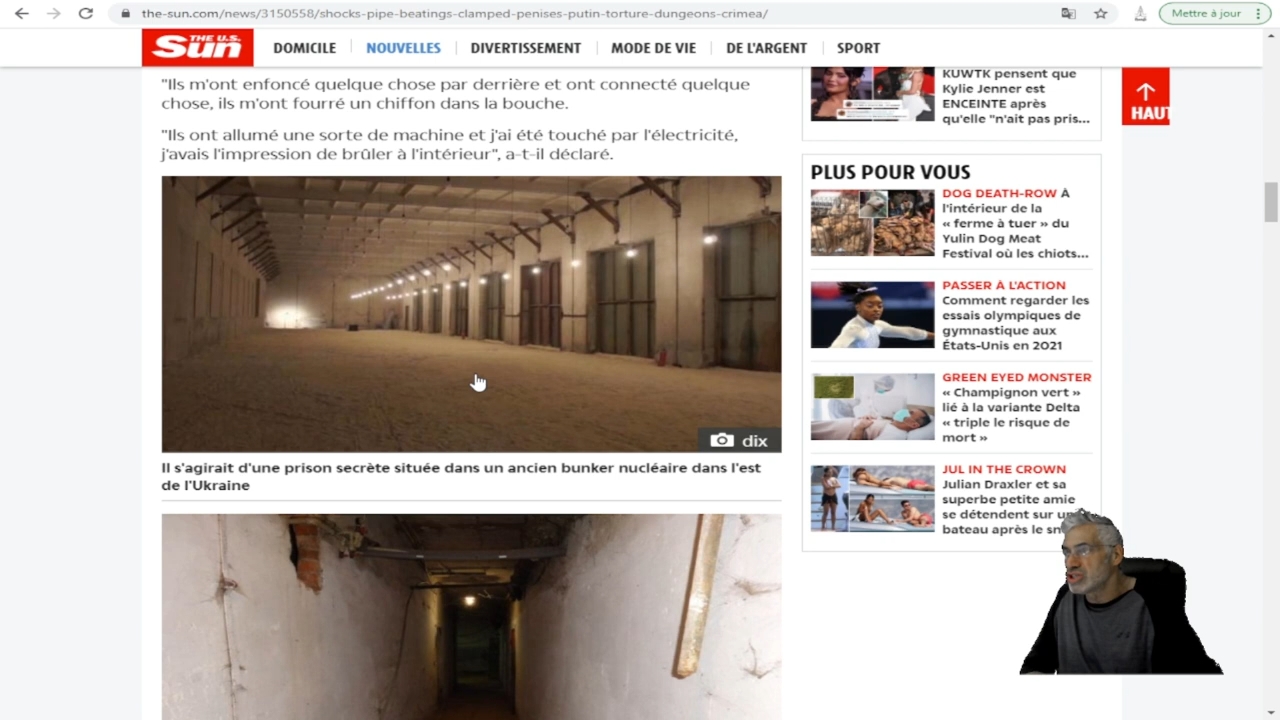 the-sun.com/news/3150558/shocks-pipe-beatings-clamped-penises-putin-torture-dungeons-crimea/
Mettre à jour
THE U.S.
Sun
DOMICILE
NOUVELLES
DIVERTISSEMENT
MODE DE VIE
DE L'ARGENT
SPORT
"Ils m'ont enfoncé quelque chose par derrière et ont connecté quelque
chose, ils m'ont fourré un chiffon dans la bouche.
"Ils ont allumé une sorte de machine et j'ai été touché par l'électricité,
j'avais l'impression de brûler à l'intérieur", a-t-il déclaré.
dix
Il s'agirait d'une prison secrète située dans un ancien bunker nucléaire dans l'est
de l'Ukraine
KUWTK pensent que
Kylie Jenner est
ENCEINTE après
qu'elle "n'ait pas pris...
HAUT
PLUS POUR VOUS
DOG DEATH-ROW À
l'intérieur de la
« ferme à tuer » du
Yulin Dog Meat
Festival où les chiots...
PASSER À L'ACTION
Comment regarder les
essais olympiques de
gymnastique aux
États-Unis en 2021
GREEN EYED MONSTER
« Champignon vert »
lié à la variante Delta
« triple le risque de
mort »
JUL IN THE CROWN
Julian Draxler et sa
superbe petite amie
se détendent sur
bateau après le